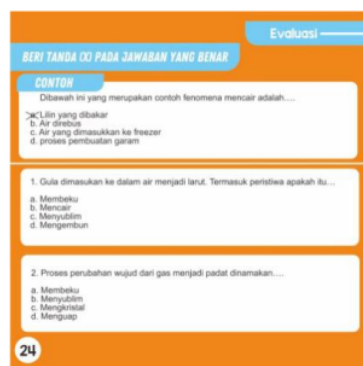 Evaluasi
BERI TANDA (X) PADA JAWABAN YANG BENAR
CONTOH
Dibawah ini yang merupakan contoh fenomena mencair adalah....
a. Lilin yang dibakar
b. Air direbus
c. Air yang dimasukkan ke freezer
d. proses pembuatan garam
1. Gula dimasukan ke dalam air menjadi larut. Termasuk peristiwa apakah itu...
a. Membeku
b. Mencair
c. Menyublim
d. Mengembun
2. Proses perubahan wujud dari gas menjadi padat dinamakan....
a. Membeku
b. Menyublim
c. Mengkristal
d. Menguap
24